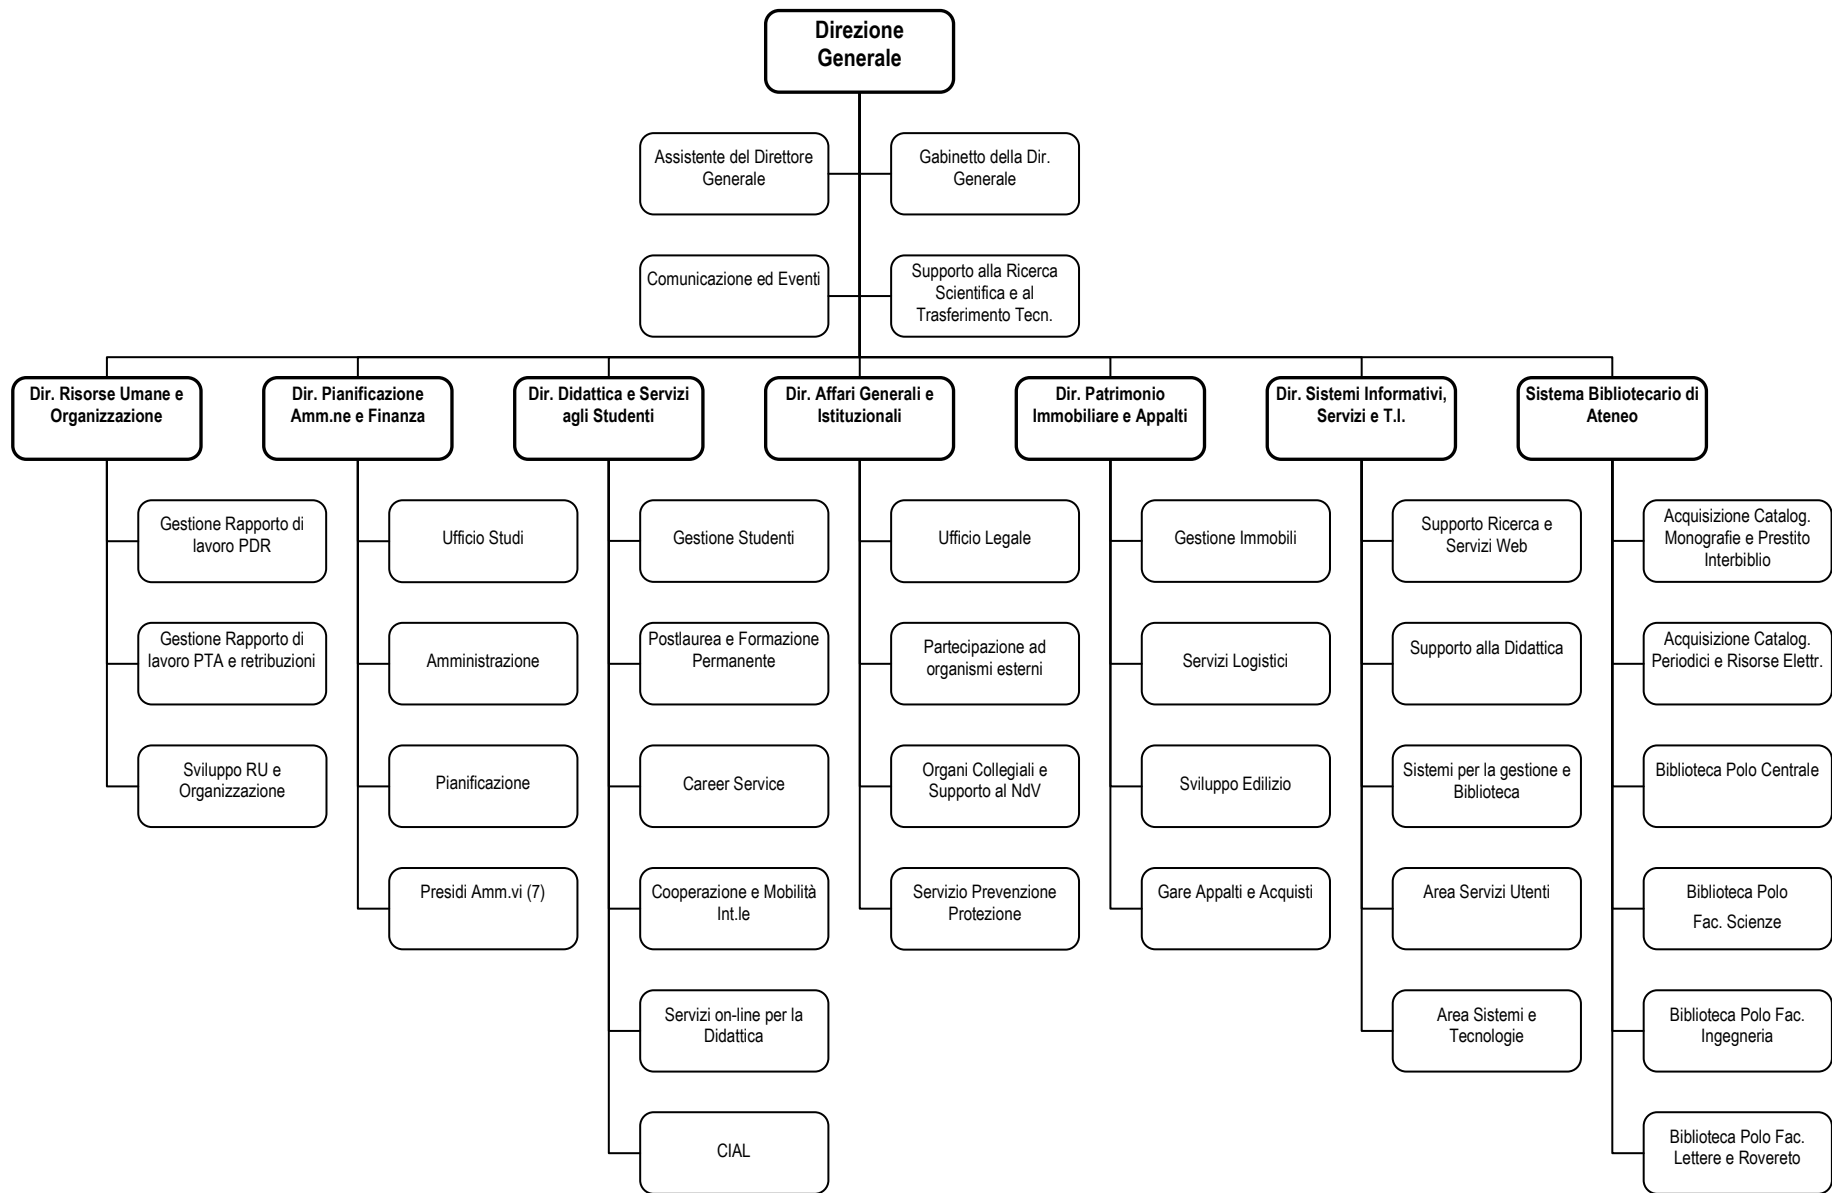 Direzione
Generale
Assistente del Direttore
Generale
Gabinetto della Dir.
Generale
Comunicazione ed Eventi
Supporto alla Ricerca
Scientifica e al
Trasferimento Tecn.
Dir. Risorse Umane e
Organizzazione
Dir. Pianificazione
Amm.ne e Finanza
Dir. Didattica e Servizi
agli Studenti
Dir. Affari Generali e
Istituzionali
Dir. Patrimonio
Immobiliare e Appalti
Dir. Sistemi Informativi,
Servizi e T.I.
Sistema Bibliotecario di
Ateneo
Gestione Rapporto di
lavoro PDR
Gestione Rapporto di
lavoro PTA e retribuzioni
Sviluppo RU e
Organizzazione
Ufficio Studi
Amministrazione
Pianificazione
Presidi Amm.vi (7)
Gestione Studenti
Postlaurea e Formazione
Permanente
Career Service
Cooperazione e Mobilità
Int.le
Servizi on-line per la
Didattica
CIAL
Ufficio Legale
Partecipazione ad
organismi esterni
Organi Collegiali e
Supporto al NdV
Servizio Prevenzione
Protezione
Gestione Immobili
Servizi Logistici
Sviluppo Edilizio
Gare Appalti e Acquisti
Supporto Ricerca e
Servizi Web
Supporto alla Didattica
Sistemi per la gestione e
Biblioteca
Area Servizi Utenti
Area Sistemi e
Tecnologie
Acquisizione Catalog.
Monografie e Prestito
Interbiblio
Acquisizione Catalog.
Periodici e Risorse Elettr.
Biblioteca Polo Centrale
Biblioteca Polo
Fac. Scienze
Biblioteca Polo Fac.
Ingegneria
Biblioteca Polo Fac.
Lettere e Rovereto